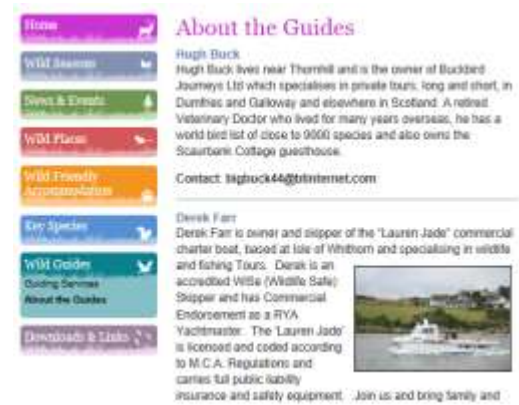 Home
Wild Seasons
News & Events
Wild Places
Wild Friendly
Accommodation
Key Species
Wild Guides
Guiding Services
About the Guides
Downloads & Links
About the Guides
Hugh Buck
Hugh Buck lives near Thornhill and is the owner of Buckbird
Journeys Ltd which specialises in private tours, long and short, in
Dumfries and Galloway and elsewhere in Scotland. A retired
Veterinary Doctor who lived for many years overseas, he has a
world bird list of close to 9000 species and also owns the
Scaurbank Cottage guesthouse.
Contact:
Derek Farr
Derek Farr is owner and skipper of the "Lauren Jade" commercial
charter boat, based at Isle of Whithorn and specialising in wildlife
and fishing Tours. Derek is an
accredited WiSe (Wildlife Safe)
Skipper and has Commercial
Endorsement as a RYA
Yachtmaster. The 'Lauren Jade'
is licensed and coded according
to M.C.A. Regulations and
carries full public liability
insurance and safety equipment. Join us and bring family and